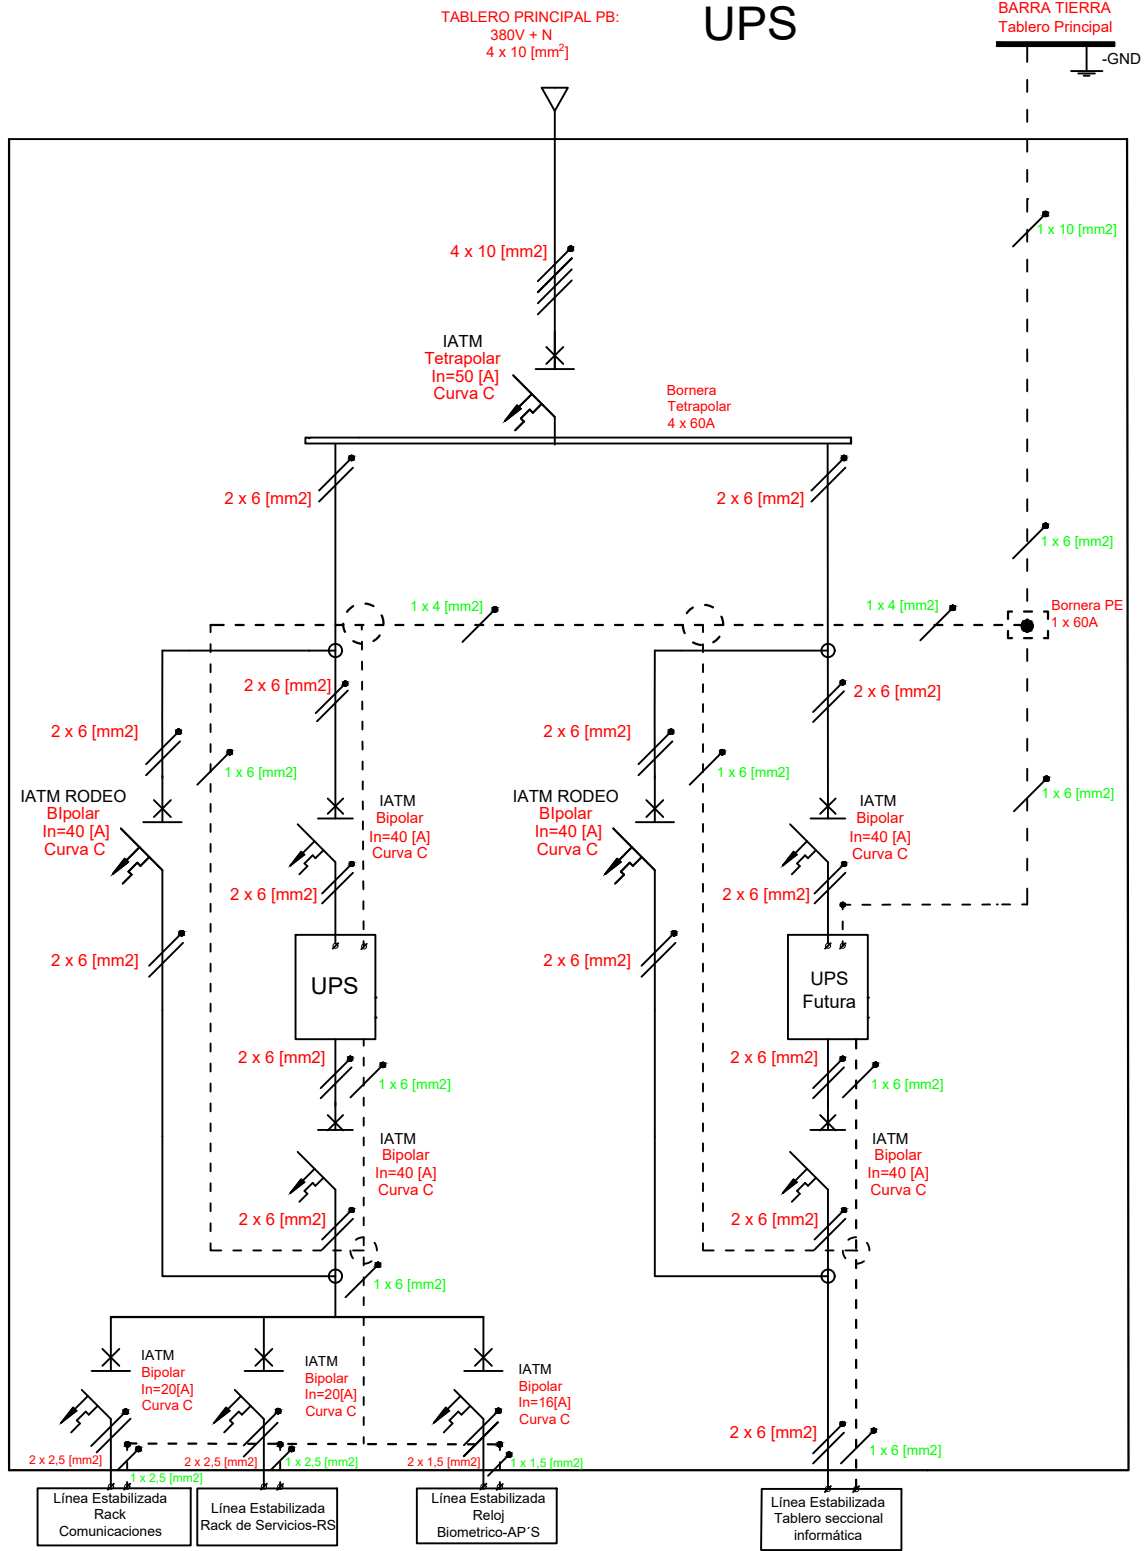 TABLERO PRINCIPAL PB:
380V + N
4 x 10 [mm²]
UPS
BARRA TIERRA
Tablero Principal
-GND
1 x 10 [mm2]
4 x 10 [mm2]
IATM
Tetrapolar
In=50 [A]
Curva C
Bornera
Tetrapolar
4 x 60A
2 x 6 [mm2]
2 x 6 [mm2]
1 x 6 [mm2]
1 x 4 [mm2]
1 x 4 [mm2]
Bornera PE
1 x 60A
2 x 6 [mm2]
2 x 6 [mm2]
2 x 6 [mm2]
1 x 6 [mm2]
2 x 6 [mm2]
1 x 6 [mm2]
1 x 6 [mm2]
IATM RODEO
BIpolar
In=40 [A]
Curva C
IATM
Bipolar
In=40 [A]
Curva C
IATM RODEO
BIpolar
In=40 [A]
Curva C
IATM
Bipolar
In=40 [A]
Curva C
2 x 6 [mm2]
2 x 6 [mm2]
2 x 6 [mm2]
2 x 6 [mm2]
UPS
UPS
Futura
2 x 6 [mm2]
1 x 6 [mm2]
2 x 6 [mm2]
1 x 6 [mm2]
IATM
Bipolar
In=40 [A]
Curva C
IATM
Bipolar
In=40 [A]
Curva C
2 x 6 [mm2]
2 x 6 [mm2]
1 x 6 [mm2]
IATM
Bipolar
In=20[A]
Curva C
IATM
Bipolar
In=20[A]
Curva C
IATM
Bipolar
In=16[A]
Curva C
2 x 6 [mm2]
1 x 6 [mm2]
2 x 2,5 [mm2]
1 x 2,5 [mm2]
2 x 2,5 [mm2]
1 x 2,5 [mm2]
2 x 1,5 [mm2]
1 x 1,5 [mm2]
Línea Estabilizada
Rack
Comunicaciones
Línea Estabilizada
Rack de Servicios-RS
Línea Estabilizada
Reloj
Biometrico-AP´S
Línea Estabilizada
Tablero seccional
informática